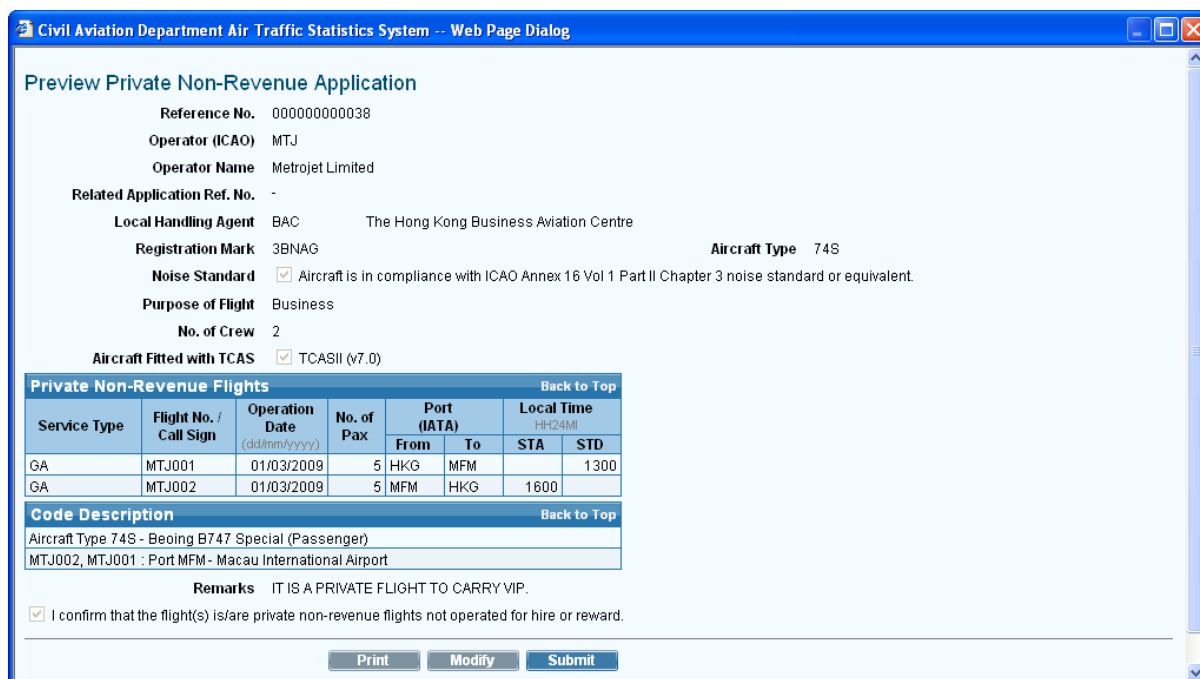 Civil Aviation Department Air Traffic Statistics System -- Web Page Dialog
Preview Private Non-Revenue Application
Reference No. 000000000038
Operator (ICAO) MTJ
Operator Name Metrojet Limited
Related Application Ref. No. -
Local Handling Agent BAC The Hong Kong Business Aviation Centre
Registration Mark 3BNAG Aircraft Type 74S
Noise Standard Aircraft is in compliance with ICAO Annex 16 Vol 1 Part II Chapter 3 noise standard or equivalent.
Purpose of Flight Business
No. of Crew 2
Aircraft Fitted with TCAS TCASII (v7.0)
Private Non-Revenue Flights Back to Top
Service Type Flight No. / Call Sign Operation Date (dd/mm/yyyy) No. of Pax Port (IATA) Local Time HH24MI
From To STA STD
GA MTJ001 01/03/2009 5 HKG MFM 1300
GA MTJ002 01/03/2009 5 MFM HKG 1600
Code Description Back to Top
Aircraft Type 74S - Beoing B747 Special (Passenger)
MTJ002, MTJ001 : Port MFM - Macau International Airport
Remarks IT IS A PRIVATE FLIGHT TO CARRY VIP.
I confirm that the flight(s) is/are private non-revenue flights not operated for hire or reward.
Print Modify Submit